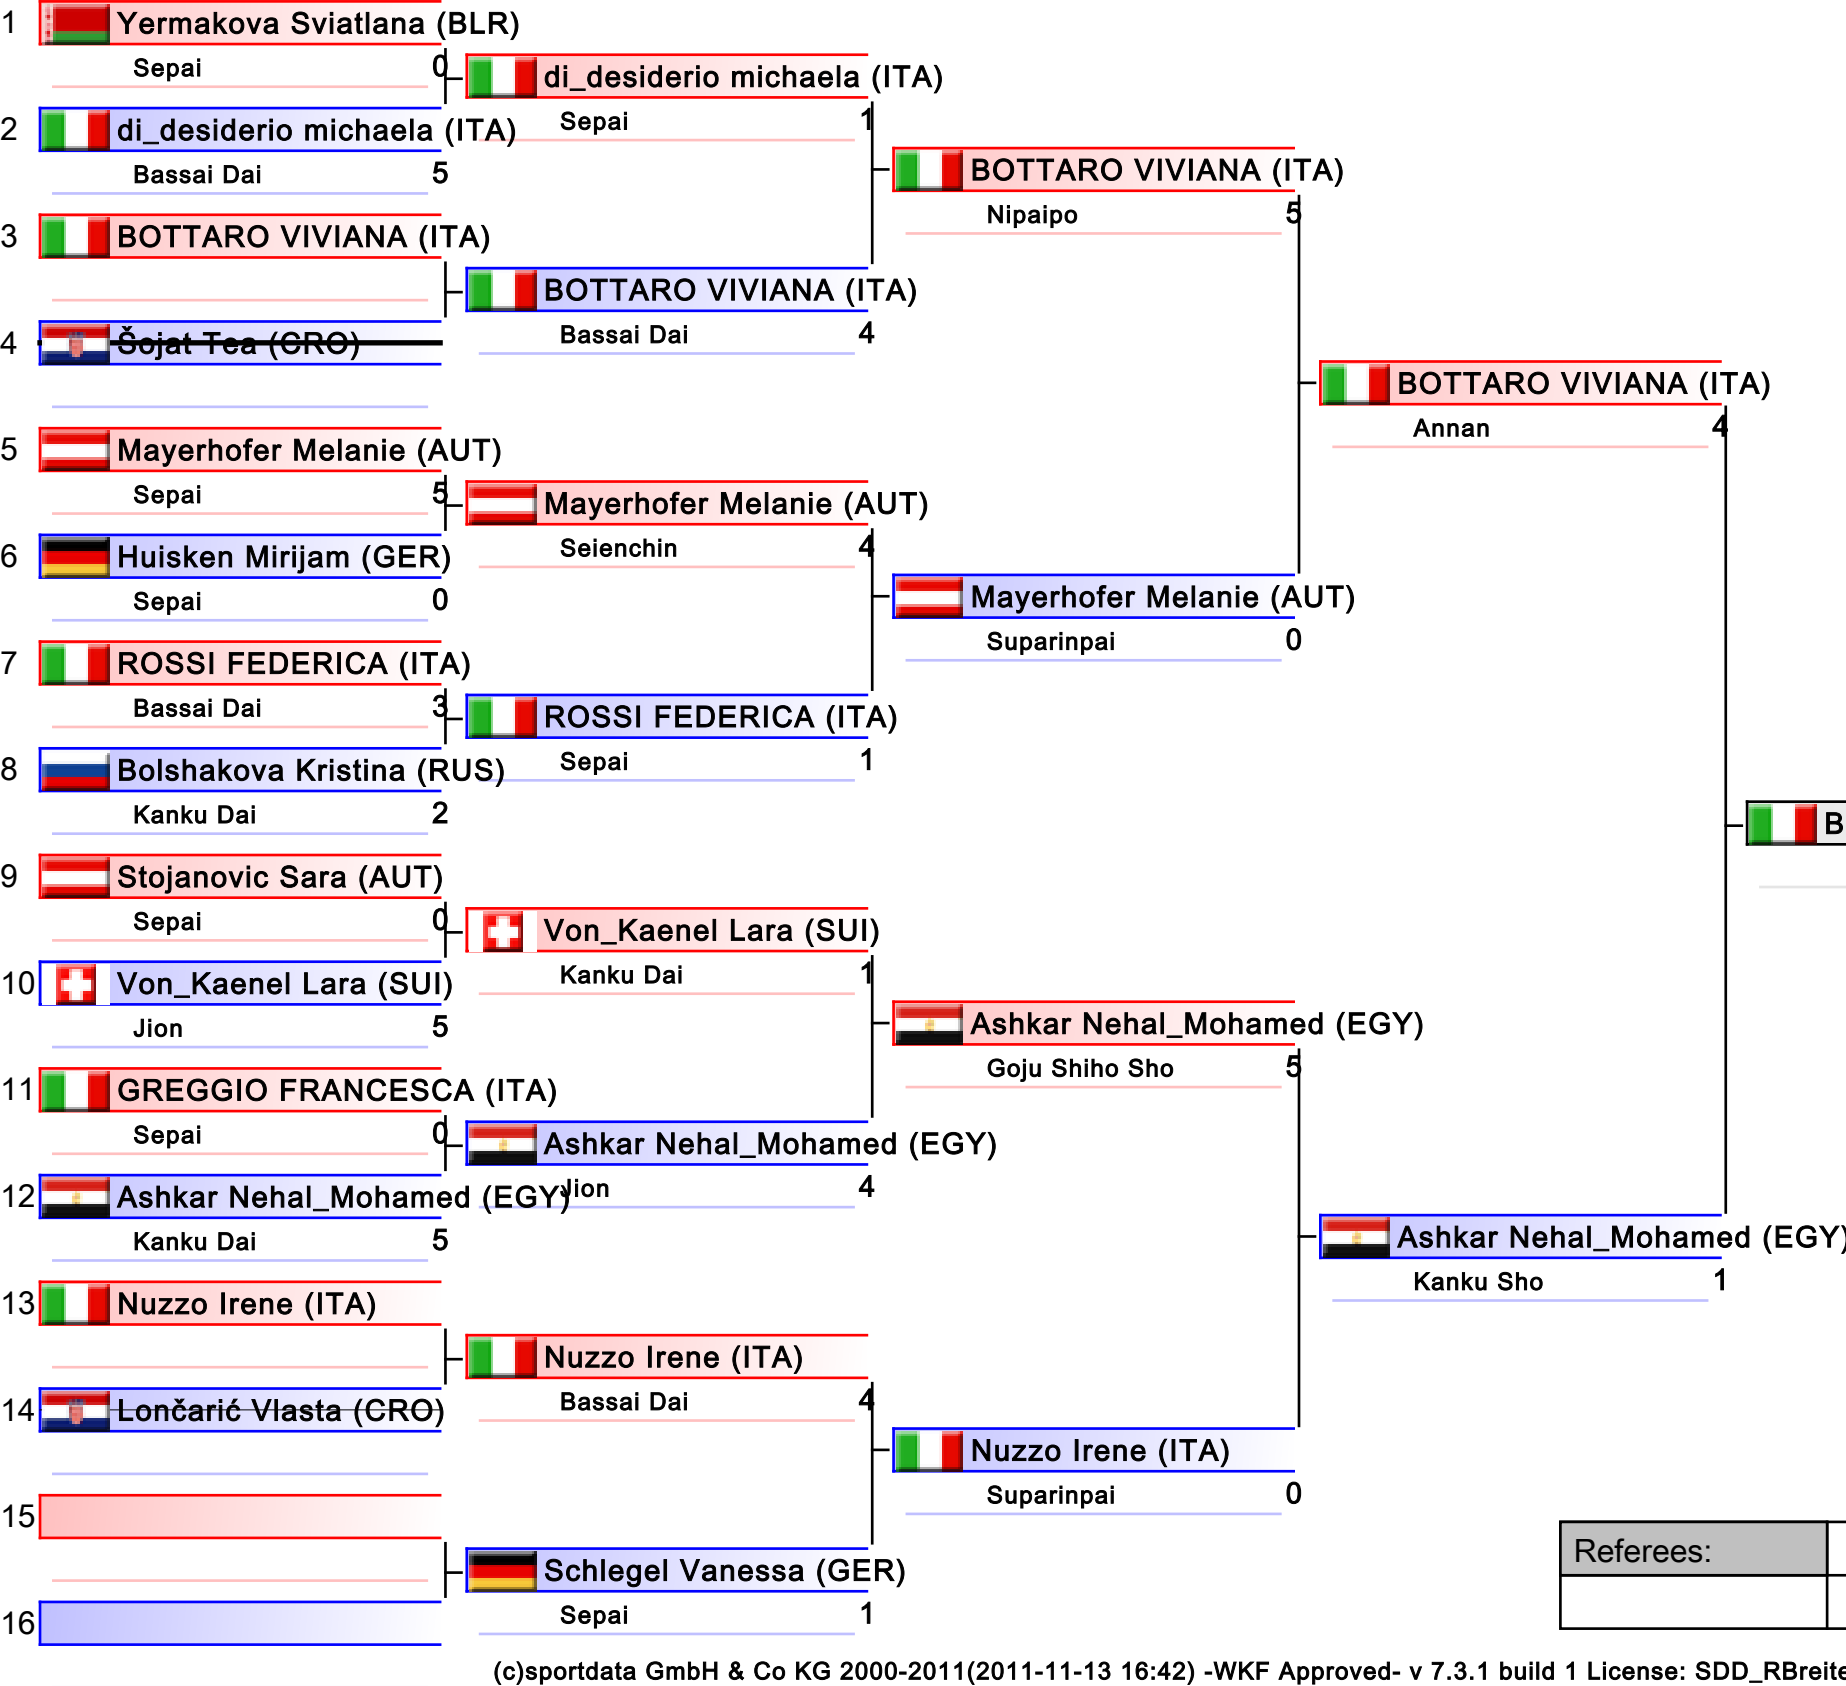 1
Yermakova Sviatlana (BLR)
Sepai 0
2
di_desiderio michaela (ITA)
Bassai Dai 5
3
BOTTARO VIVIANA (ITA)
4
Šojat Tea (CRO)
5
Mayerhofer Melanie (AUT)
Sepai 5
6
Huisken Mirijam (GER)
Sepai 0
7
ROSSI FEDERICA (ITA)
Bassai Dai 3
8
Bolshakova Kristina (RUS)
Kanku Dai 2
9
Stojanovic Sara (AUT)
Sepai 0
10
Von_Kaenel Lara (SUI)
Jion 5
11
GREGGIO FRANCESCA (ITA)
Sepai 0
12
Ashkar Nehal_Mohamed (EGY)
Kanku Dai 5
13
Nuzzo Irene (ITA)
14
Lončarić Vlasta (CRO)
15
16
di_desiderio michaela (ITA)
Sepai 1
BOTTARO VIVIANA (ITA)
Bassai Dai 4
Mayerhofer Melanie (AUT)
Seienchin 4
ROSSI FEDERICA (ITA)
Sepai 1
Von_Kaenel Lara (SUI)
Kanku Dai 1
Ashkar Nehal_Mohamed (EGY)
Jion 4
Nuzzo Irene (ITA)
Bassai Dai 4
Schlegel Vanessa (GER)
Sepai 1
BOTTARO VIVIANA (ITA)
Nipaipo 5
Mayerhofer Melanie (AUT)
Suparinpai 0
Ashkar Nehal_Mohamed (EGY)
Goju Shiho Sho 5
Nuzzo Irene (ITA)
Suparinpai 0
BOTTARO VIVIANA (ITA)
Annan 4
Ashkar Nehal_Mohamed (EGY)
Kanku Sho 1
B
Referees:
(c)sportdata GmbH & Co KG 2000-2011(2011-11-13 16:42) -WKF Approved- v 7.3.1 build 1 License: SDD_RBreite